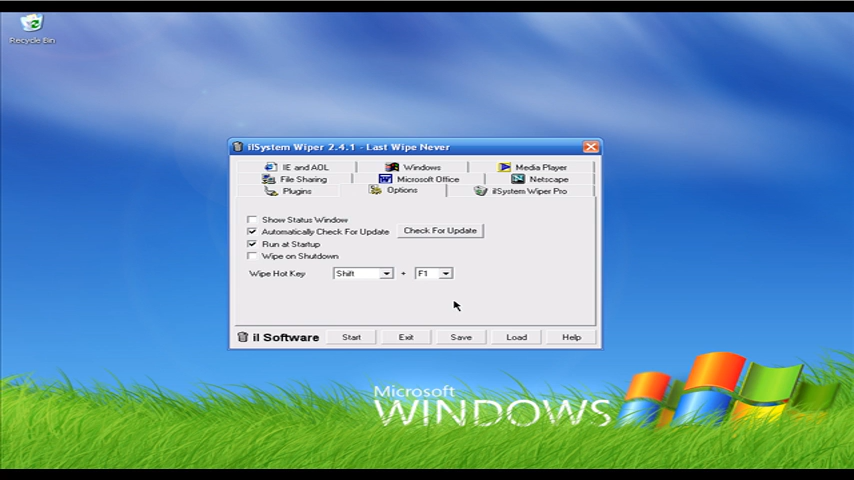 Recycle Bin
ilSystem Wiper 2.4.1 - Last Wipe Never
IE and AOL
Windows
Media Player
File Sharing
Microsoft Office
Netscape
Plugins
Options
ilSystem Wiper Pro
Show Status Window
Automatically Check For Update
Check For Update
Run at Startup
Wipe on Shutdown
Wipe Hot Key
Shift
+
F1
il Software
Start
Exit
Save
Load
Help
Microsoft
WINDOWS